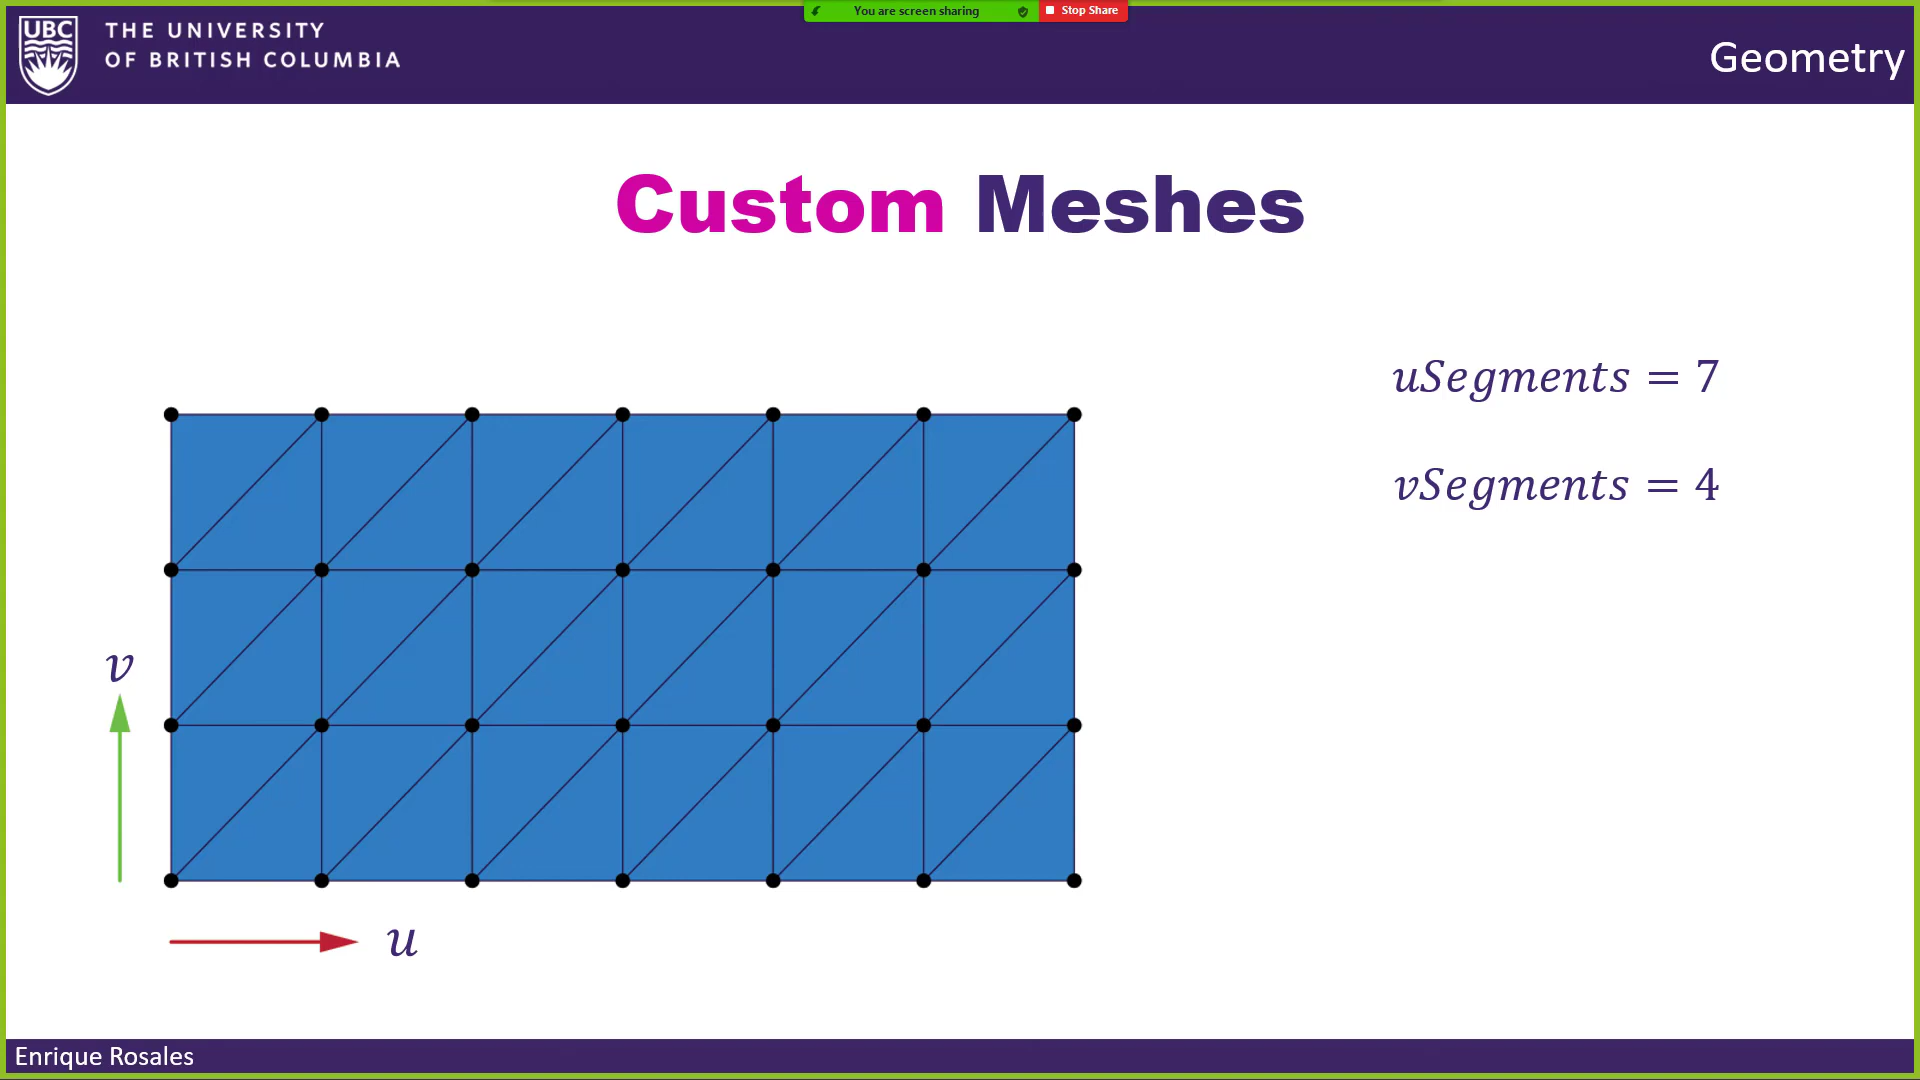 You are screen sharing
Stop Share
UBC
THE UNIVERSITY
OF BRITISH COLUMBIA
Geometry
Custom Meshes
uSegments = 7
vSegments = 4
v
u
Enrique Rosales